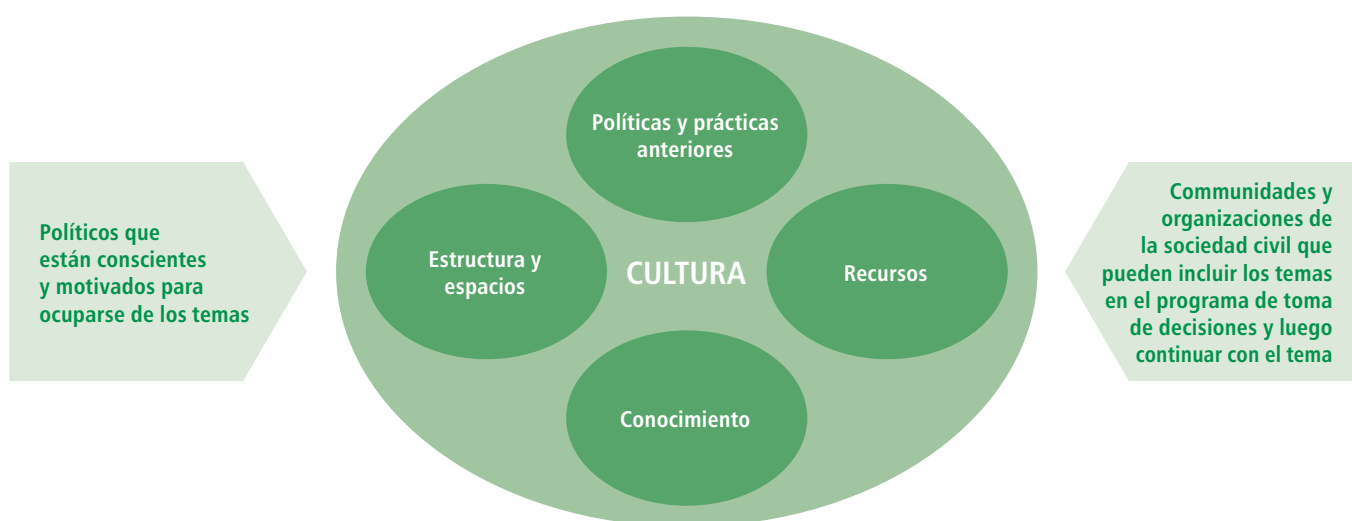 Políticos que
están conscientes
y motivados para
ocuparse de los temas
Políticas y prácticas
anteriores
Estructura y
espacios
CULTURA
Recursos
Conocimiento
Communidades y
organizaciones de
la sociedad civil que
pueden incluir los temas
en el programa de toma
de decisiones y luego
continuar con el tema